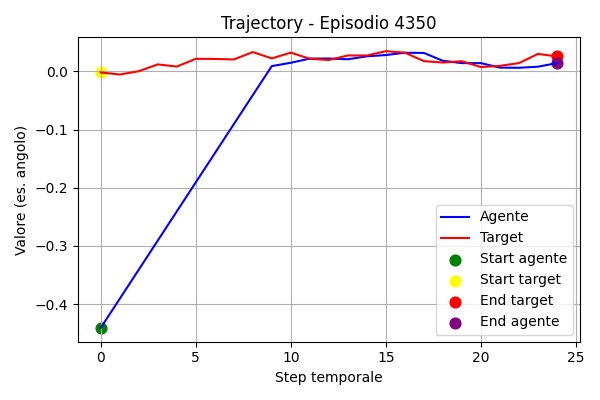 Trajectory - Episodio 4350
Valore (es. angolo)
0.0
−0.1
−0.2
−0.3
−0.4
0
5
10
15
20
25
Step temporale
Agente
Target
Start agente
Start target
End target
End agente